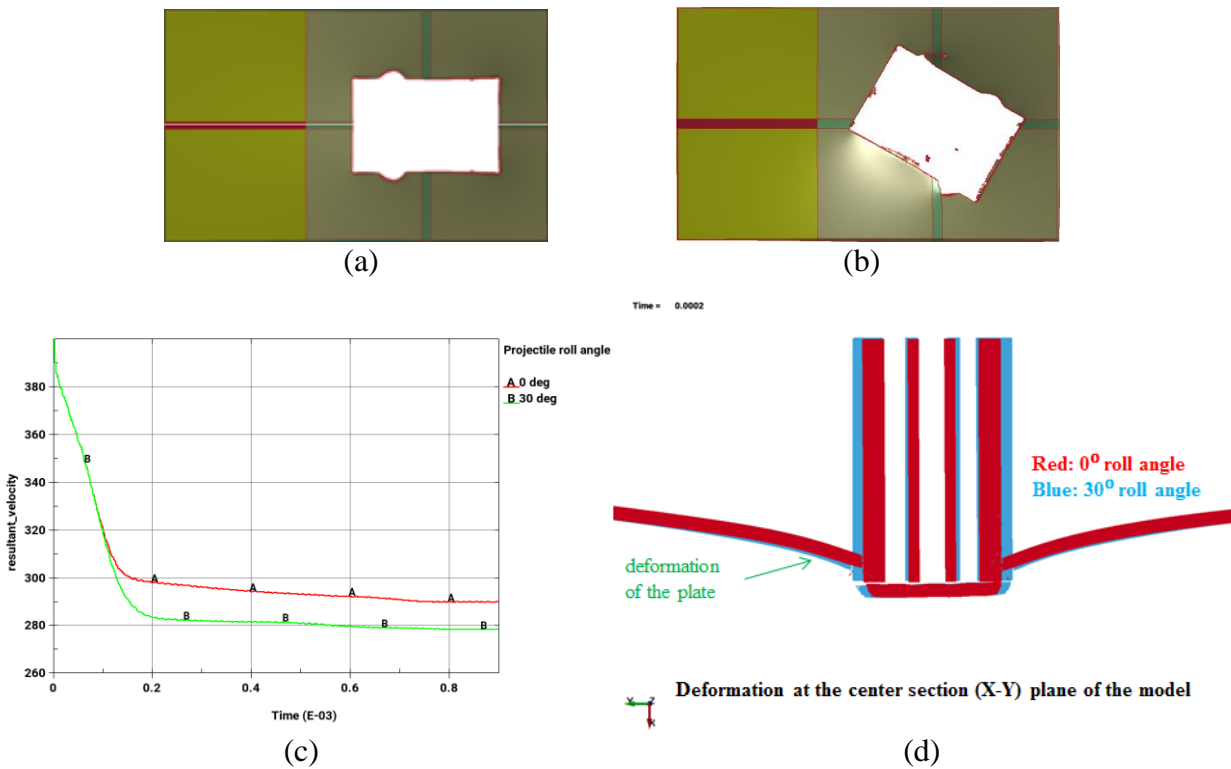 (a)
(b)
Time = 0.0002
Projectile roll angle
A 0 deg
B 30 deg
380
360
340
320
300
280
260
0
0.2
0.4
0.6
0.8
B
A
A
A
A
B
B
B
B
resultant_velocity
Time (E-03)
Red: 0⁰ roll angle
Blue: 30⁰ roll angle
deformation
of the plate
Y
Z
X
Deformation at the center section (X-Y) plane of the model
(c)
(d)